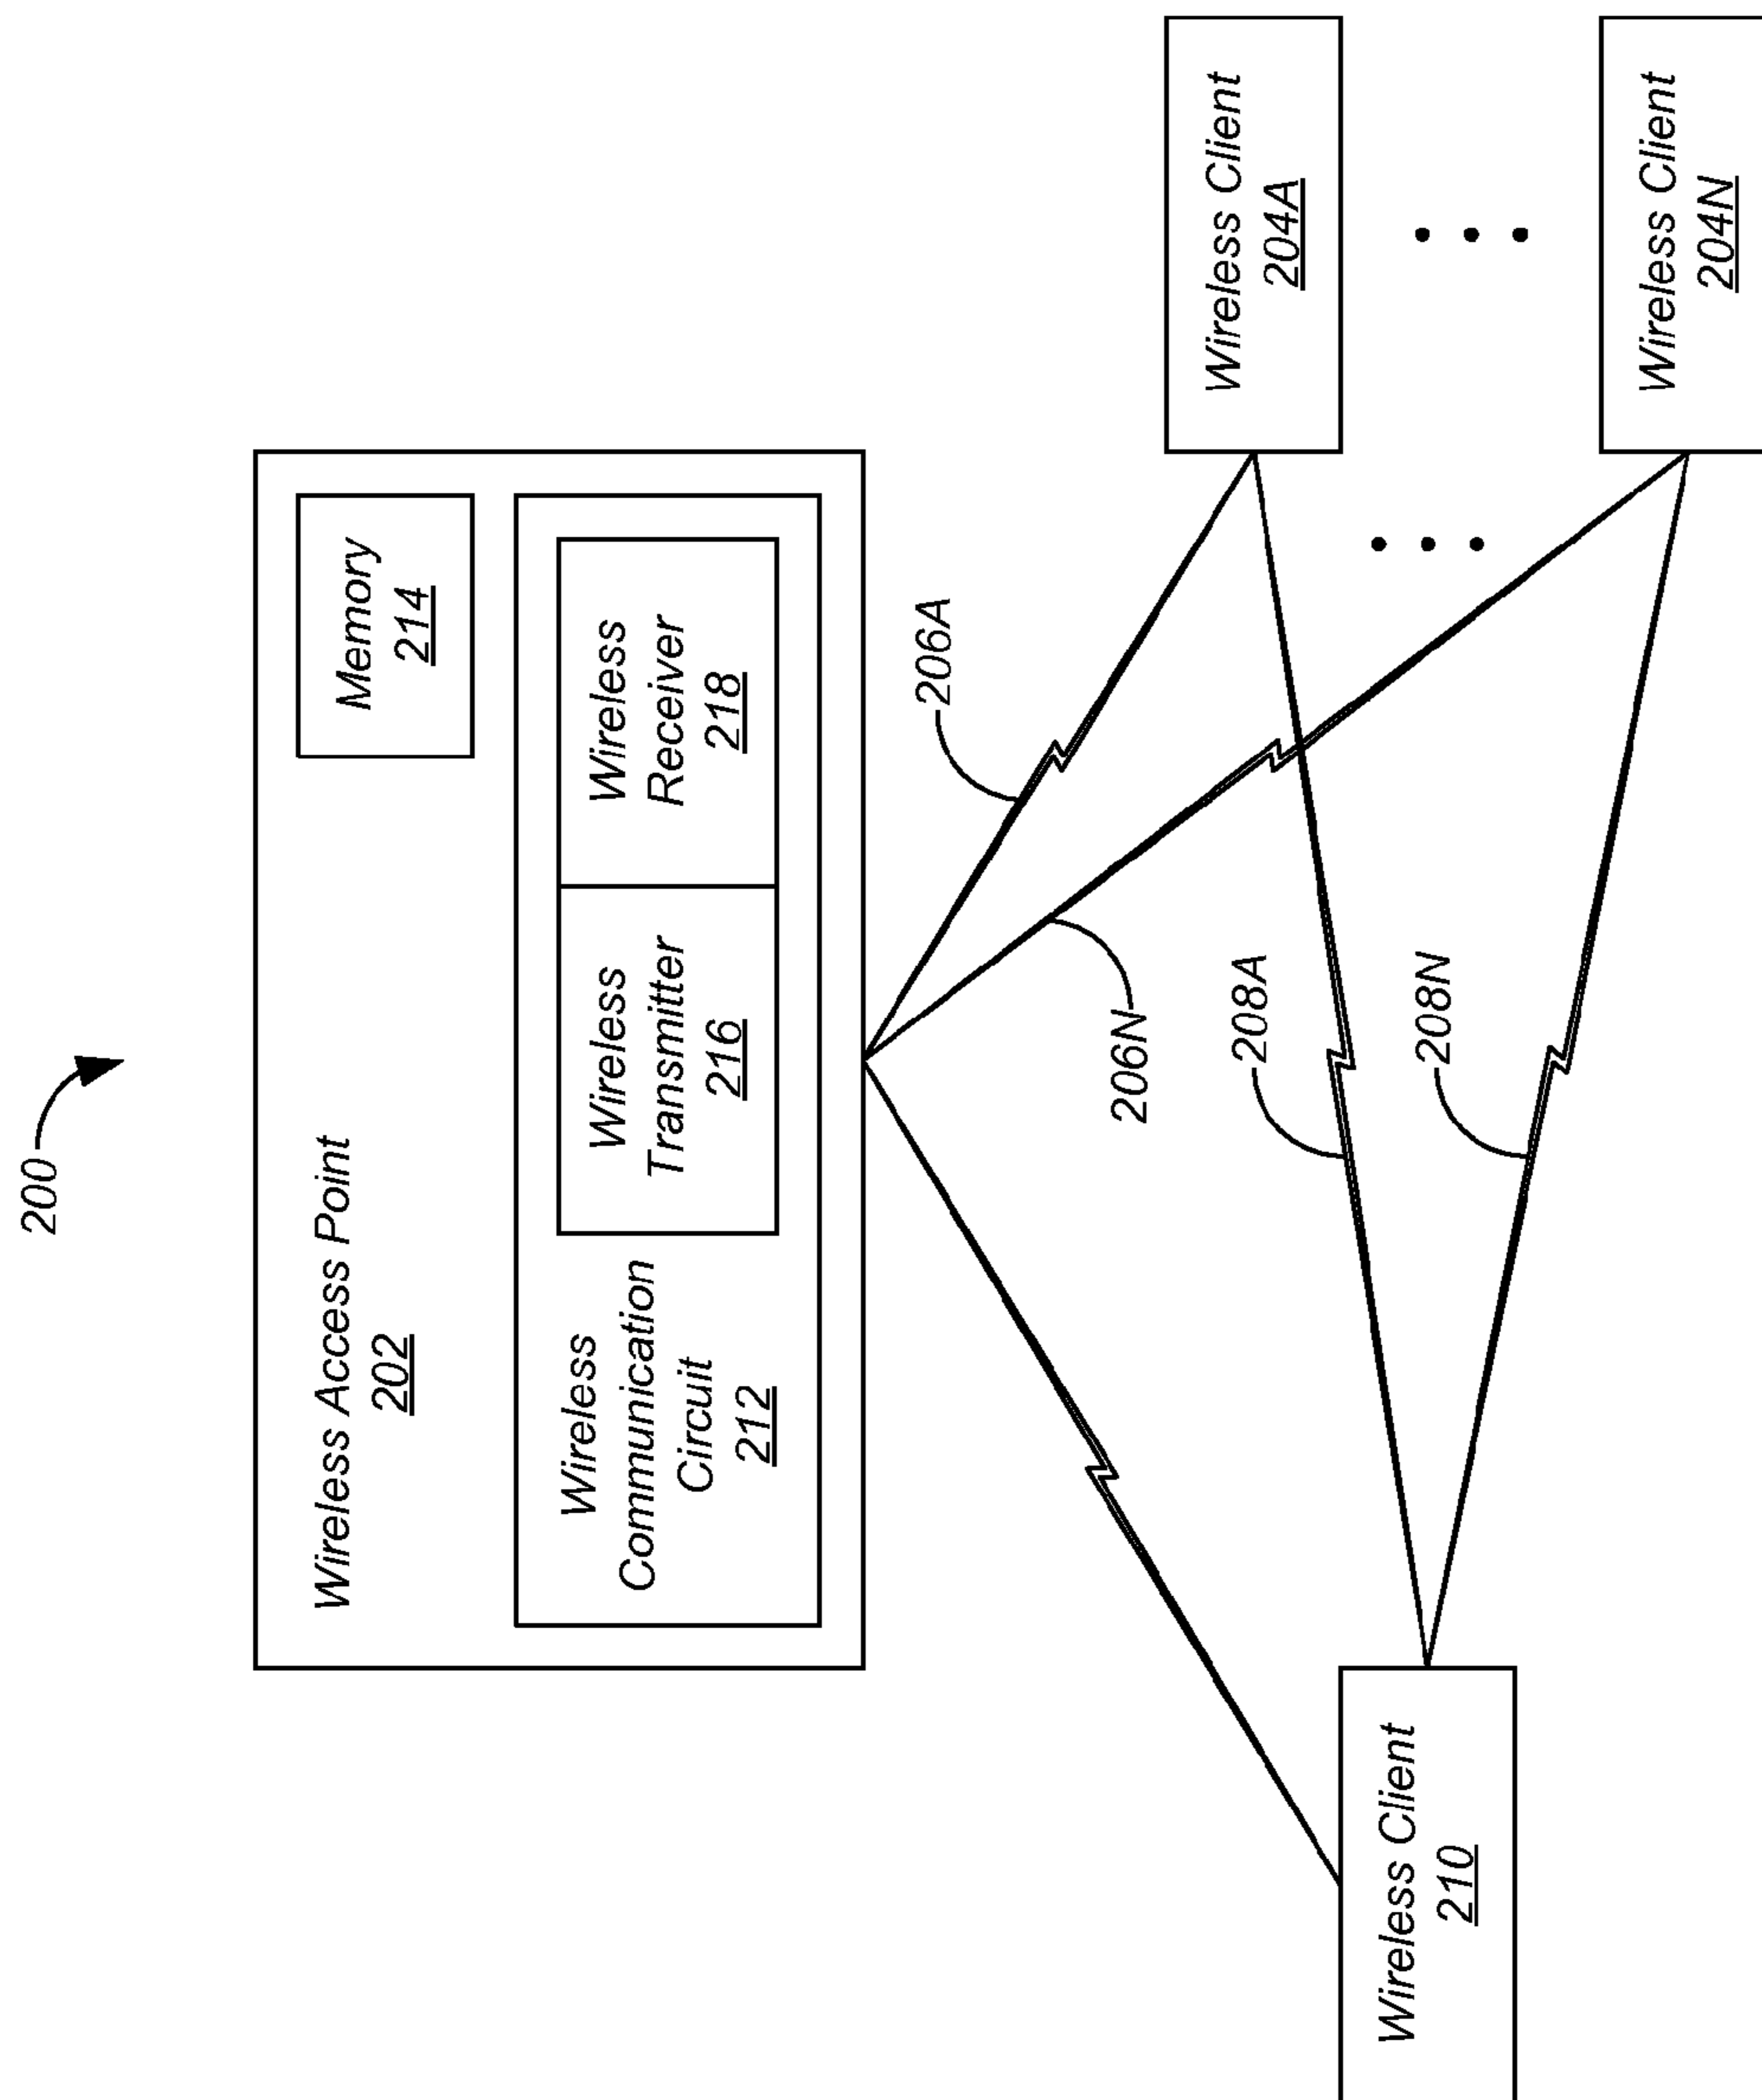 200
Wireless Access Point
202
Memory
214
Wireless
Communication
Circuit
212
Wireless
Transmitter
216
Wireless
Receiver
218
206A
206N
208A
208N
Wireless Client
210
Wireless Client
204A
Wireless Client
204N